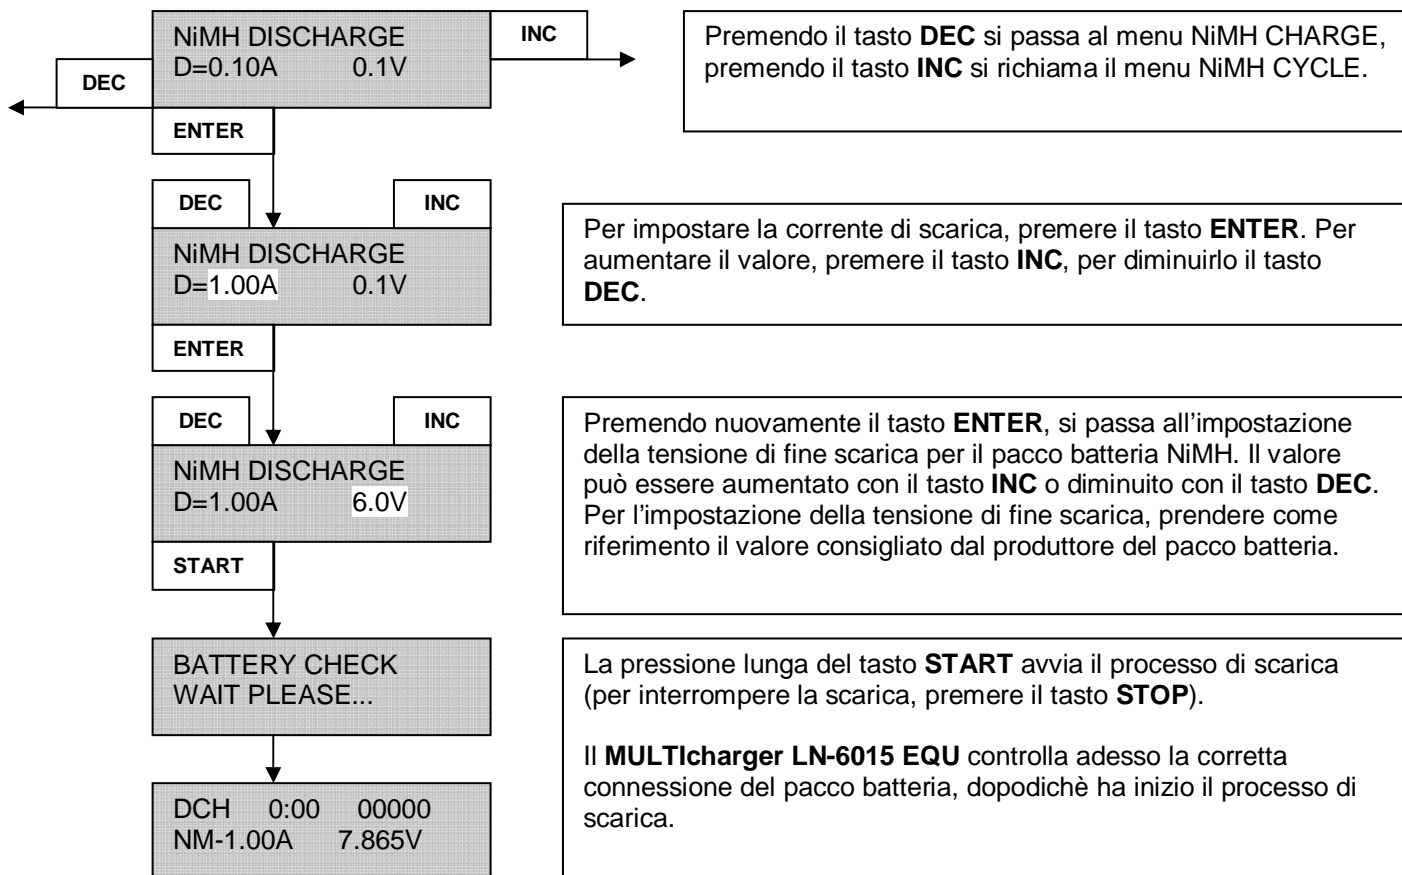 NiMH DISCHARGE
D=0.10A 0.1V
INC
DEC
ENTER
Premendo il tasto DEC si passa al menu NiMH CHARGE,
premendo il tasto INC si richiama il menu NiMH CYCLE.
DEC
INC
NiMH DISCHARGE
D=1.00A 0.1V
ENTER
Per impostare la corrente di scarica, premere il tasto ENTER. Per
aumentare il valore, premere il tasto INC, per diminuirlo il tasto
DEC.
DEC
INC
NiMH DISCHARGE
D=1.00A 6.0V
START
Premendo nuovamente il tasto ENTER, si passa all’impostazione
della tensione di fine scarica per il pacco batteria NiMH. Il valore
può essere aumentato con il tasto INC o diminuito con il tasto DEC.
Per l’impostazione della tensione di fine scarica, prendere come
riferimento il valore consigliato dal produttore del pacco batteria.
BATTERY CHECK
WAIT PLEASE...
La pressione lunga del tasto START avvia il processo di scarica
(per interrompere la scarica, premere il tasto STOP).
Il MULTIcharger LN-6015 EQU controlla adesso la corretta
connessione del pacco batteria, dopodichè ha inizio il processo di
scarica.
DCH 0:00 00000
NM-1.00A 7.865V